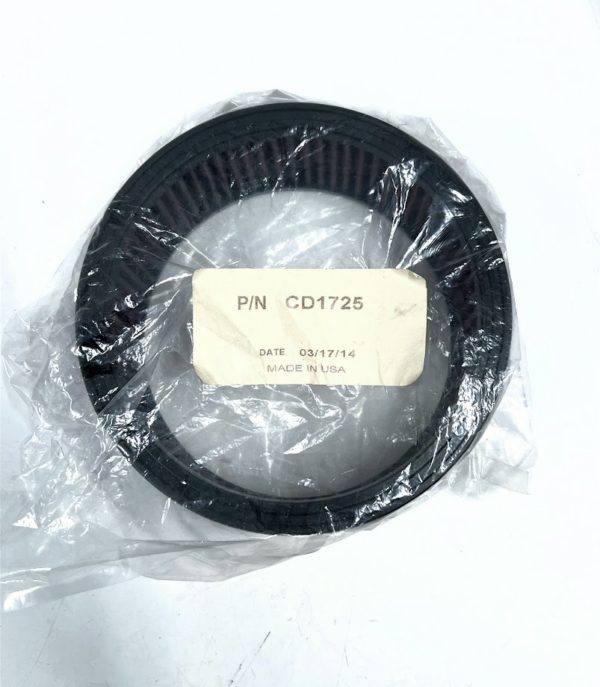 P/N CD1725
DATE 03/17/14
MADE IN USA